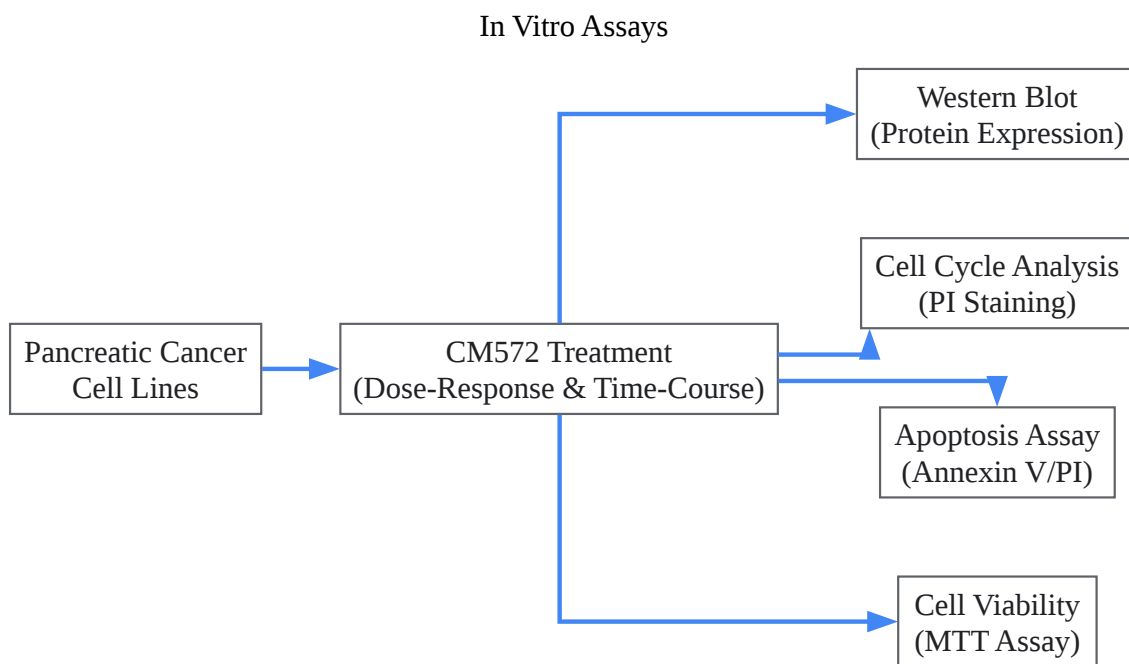 In Vitro Assays
Western Blot
(Protein Expression)
Cell Cycle Analysis
(PI Staining)
Pancreatic Cancer
Cell Lines
CM572 Treatment
(Dose-Response & Time-Course)
Apoptosis Assay
(Annexin V/PI)
Cell Viability
(MTT Assay)